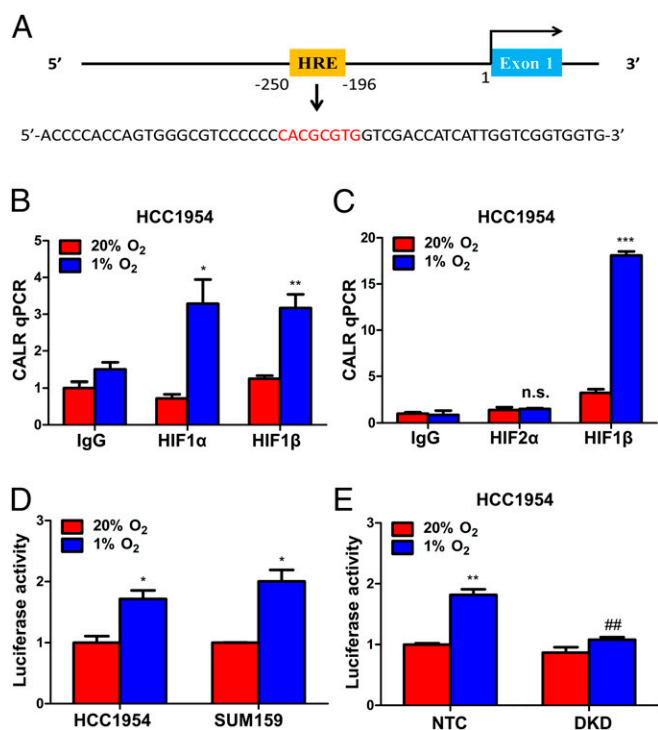 A
5’ HRE Exon 1 3’
-250 -196 1
5’-ACCCCACCAGTGGGCGTCCCCCCCACGCGTGGTCGACCATCATTGGTCGGTGGTG-3’
B
HCC1954
20% O₂
1% O₂
CALR qPCR
5
4
3
2
1
0
*
**
IgG HIF1α HIF1β
C
HCC1954
20% O₂
1% O₂
CALR qPCR
20
15
10
5
0
n.s.
***
IgG HIF2α HIF1β
D
20% O₂
1% O₂
Luciferase activity
3
2
1
0
*
*
HCC1954 SUM159
E
HCC1954
20% O₂
1% O₂
Luciferase activity
3
2
1
0
**
##
NTC DKD